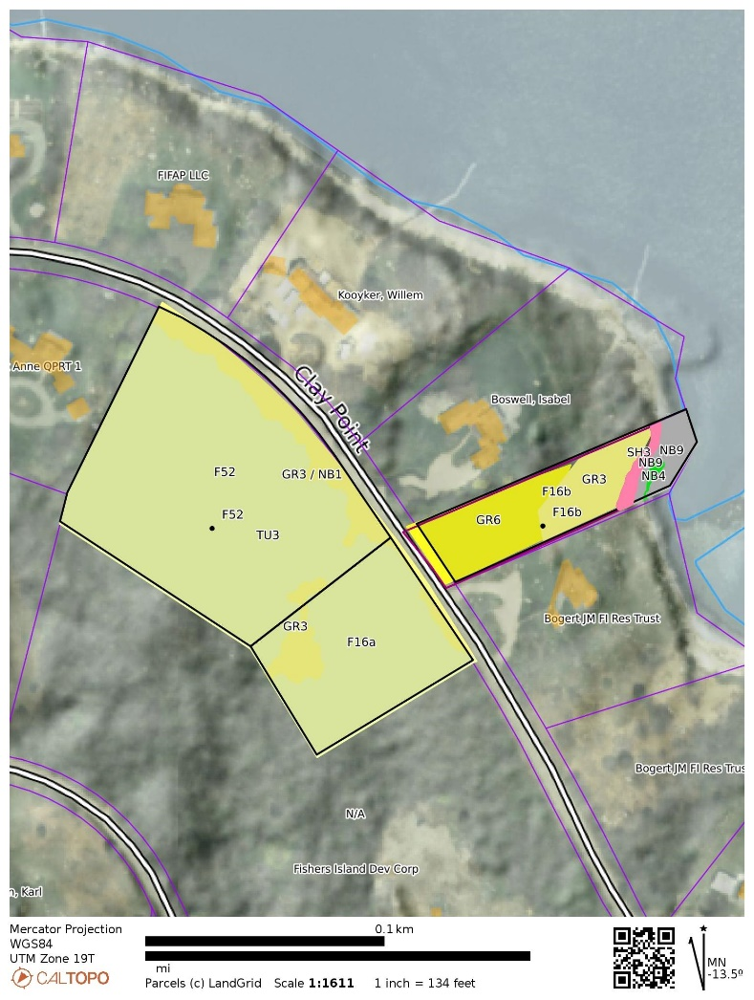 FIFAP LLC
Kooyker, Willem
Anne QPRT 1
Clay Point
Boswell, Isabel
SH3
NB9
NB9
NB4
F52
GR3 / NB1
GR3
F16b
F16b
GR6
F52
TU3
GR3
F16a
Bogert JM FI Res Trust
Bogert JM FI Res Trus
N/A
Fishers Island Dev Corp
n, Karl
Mercator Projection
WGS84
UTM Zone 19T
CALTOPO
0.1 km
mi
Parcels (c) LandGrid Scale 1:1611 1 inch = 134 feet
MN
-13.5º